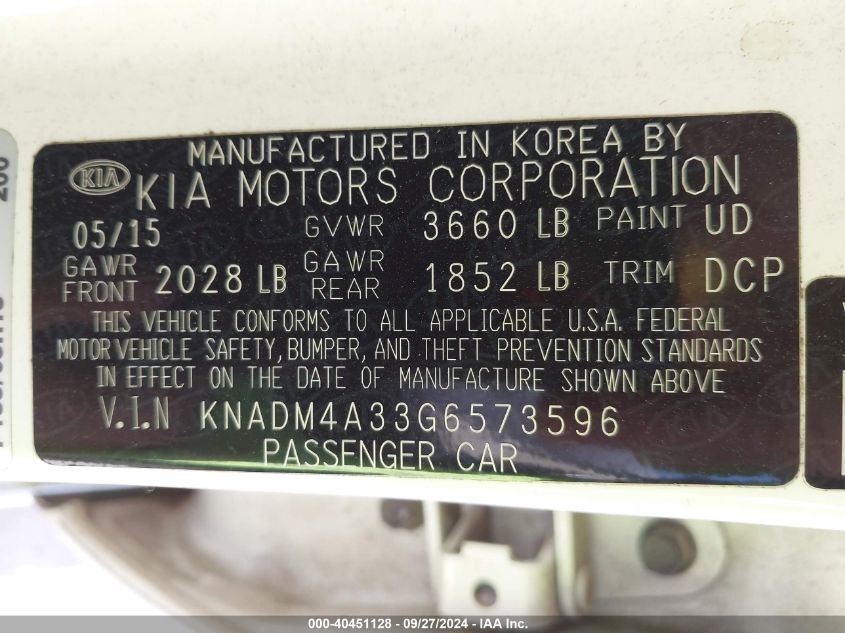 MANUFACTURED IN KOREA BY
KIA KIA MOTORS CORPORATION
05/15 GVWR 3660 LB PAINT UD
GAWR FRONT 2028 LB GAWR REAR 1852 LB TRIM DCP
THIS VEHICLE CONFORMS TO ALL APPLICABLE U.S.A. FEDERAL
MOTOR VEHICLE SAFETY, BUMPER, AND THEFT PREVENTION STANDARDS
IN EFFECT ON THE DATE OF MANUFACTURE SHOWN ABOVE
V.I.N KNADM4A33G6573596
PASSENGER CAR
000-40451128 - 09/27/2024 - IAA Inc.